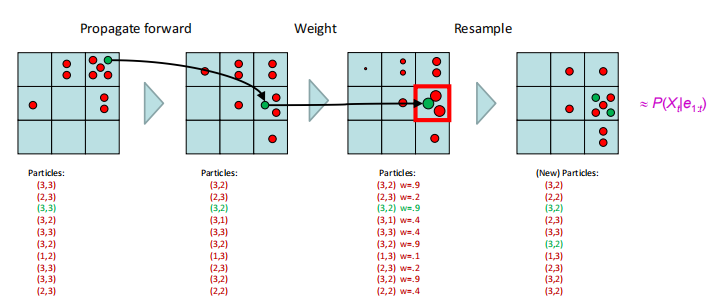 Propagate forward
Weight
Resample
≈ P(Xₜ|e₁:ₜ)
Particles:
(3,3)
(2,3)
(3,3)
(3,2)
(3,3)
(3,2)
(1,2)
(3,3)
(3,3)
(2,3)
Particles:
(3,2)
(2,3)
(3,2)
(3,1)
(3,3)
(3,2)
(1,3)
(2,3)
(3,2)
(2,2)
Particles:
(3,2) w=.9
(2,3) w=.2
(3,2) w=.9
(3,1) w=.4
(3,3) w=.4
(3,2) w=.9
(1,3) w=.1
(2,3) w=.2
(3,2) w=.9
(2,2) w=.4
(New) Particles:
(3,2)
(2,2)
(3,2)
(2,3)
(3,3)
(3,2)
(1,3)
(2,3)
(3,2)
(3,2)